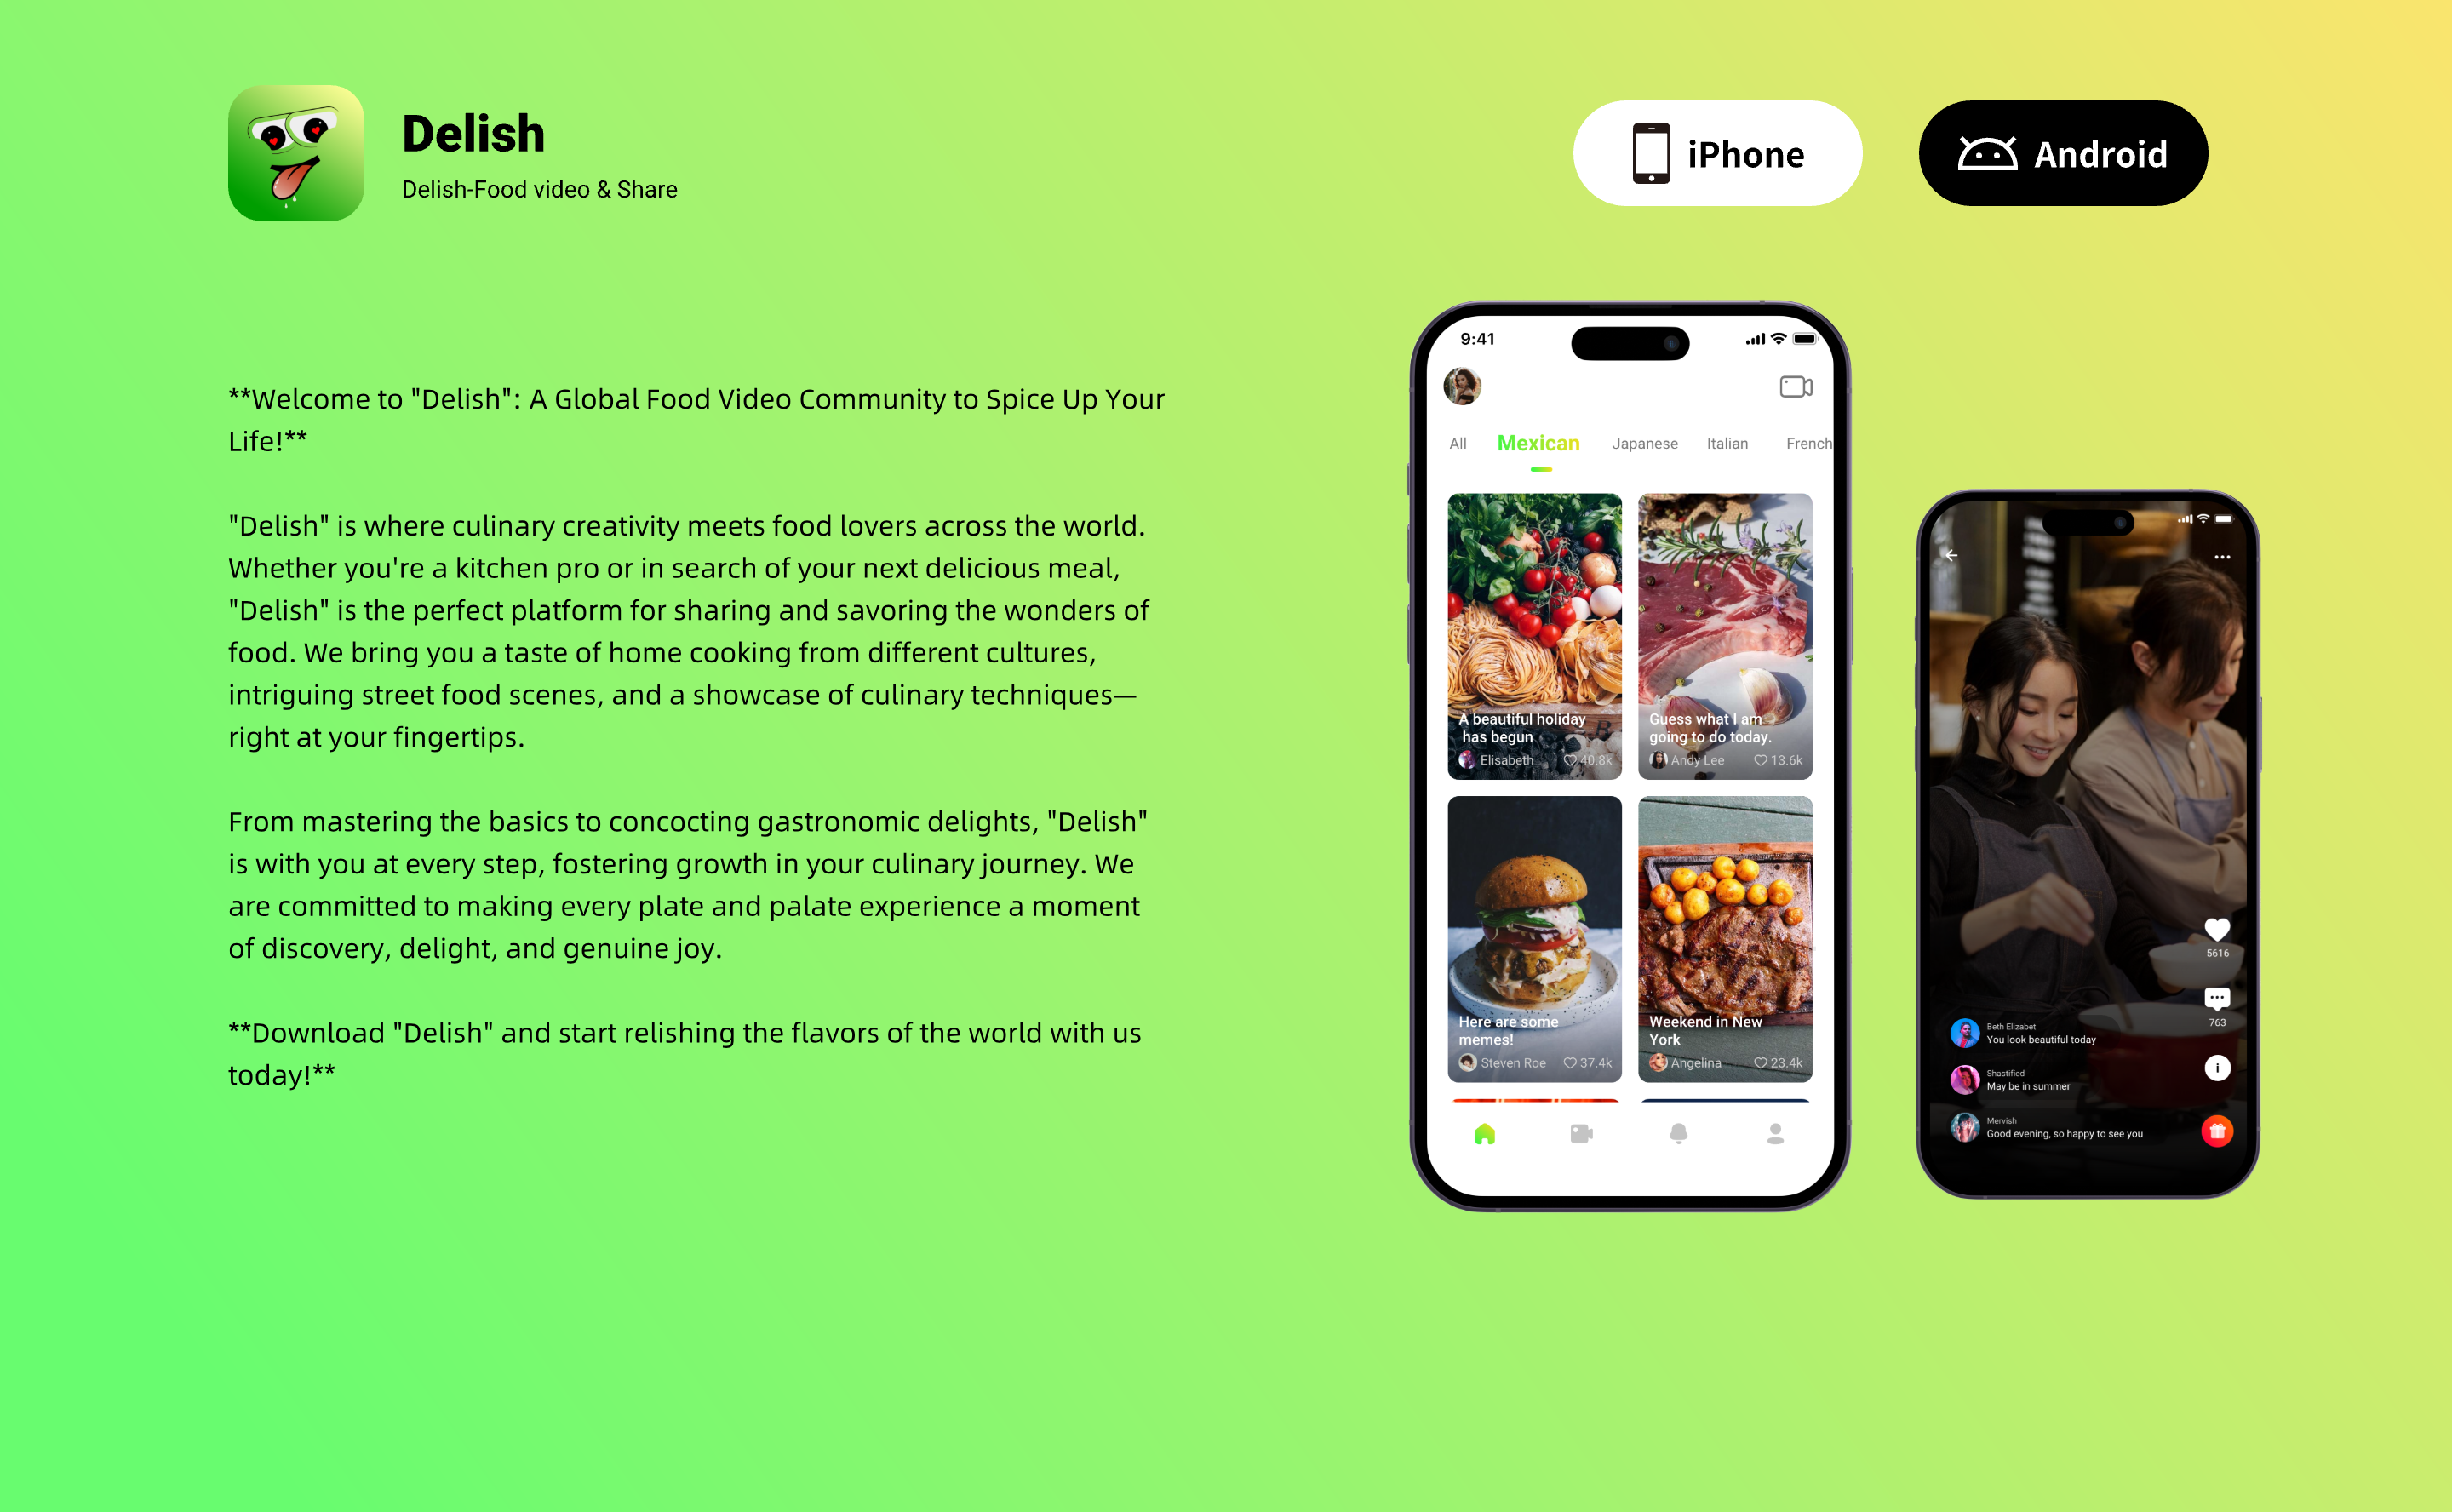 Delish
Delish-Food video & Share
iPhone
Android
**Welcome to "Delish": A Global Food Video Community to Spice Up Your
Life!**
"Delish" is where culinary creativity meets food lovers across the world.
Whether you're a kitchen pro or in search of your next delicious meal,
"Delish" is the perfect platform for sharing and savoring the wonders of
food. We bring you a taste of home cooking from different cultures,
intriguing street food scenes, and a showcase of culinary techniques—
right at your fingertips.
From mastering the basics to concocting gastronomic delights, "Delish"
is with you at every step, fostering growth in your culinary journey. We
are committed to making every plate and palate experience a moment
of discovery, delight, and genuine joy.
**Download "Delish" and start relishing the flavors of the world with us
today!**
9:41
All Mexican Japanese Italian French
A beautiful holiday
has begun
Elisabeth 40.8k
Guess what I am
going to do today.
Andy Lee 13.6k
Here are some
memes!
Steven Roe 37.4k
Weekend in New
York
Angelina 23.4k
5616
763
Beth Elizabet
You look beautiful today
Shastified
May be in summer
Mervish
Good evening, so happy to see you